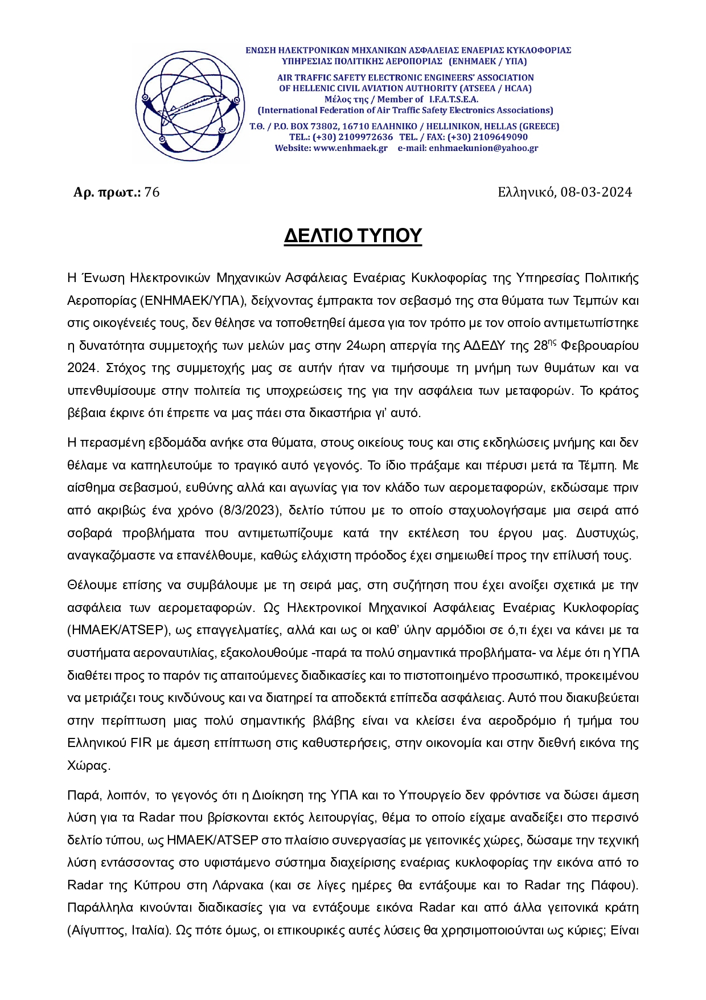 ΕΝΩΣΗ ΗΛΕΚΤΡΟΝΙΚΩΝ ΜΗΧΑΝΙΚΩΝ ΑΣΦΑΛΕΙΑΣ ΕΝΑΕΡΙΑΣ ΚΥΚΛΟΦΟΡΙΑΣ
ΥΠΗΡΕΣΙΑΣ ΠΟΛΙΤΙΚΗΣ ΑΕΡΟΠΟΡΙΑΣ (ΕΝΗΜΑΕΚ / ΥΠΑ)
AIR TRAFFIC SAFETY ELECTRONIC ENGINEERS’ ASSOCIATION
OF HELLENIC CIVIL AVIATION AUTHORITY (ATSEEA / HCAA)
Μέλος της / Member of I.F.A.T.S.E.A.
(International Federation of Air Traffic Safety Electronics Associations)
Τ.Θ. / P.O. BOX 73802, 16710 ΕΛΛΗΝΙΚΟ / HELLINIKON, HELLAS (GREECE)
TEL.: (+30) 2109972636 TEL. / FAX: (+30) 2109649090
Website: www.enhmaek.gr e-mail: enhmaekunion@yahoo.gr
Αρ. πρωτ.: 76 Ελληνικό, 08-03-2024
ΔΕΛΤΙΟ ΤΥΠΟΥ
Η Ένωση Ηλεκτρονικών Μηχανικών Ασφάλειας Εναέριας Κυκλοφορίας της Υπηρεσίας Πολιτικής
Αεροπορίας (ΕΝΗΜΑΕΚ/ΥΠΑ), δείχνοντας έμπρακτα τον σεβασμό της στα θύματα των Τεμπών και
στις οικογένειές τους, δεν θέλησε να τοποθετηθεί άμεσα για τον τρόπο με τον οποίο αντιμετωπίστηκε
η δυνατότητα συμμετοχής των μελών μας στην 24ωρη απεργία της ΑΔΕΔΥ της 28ης Φεβρουαρίου
2024. Στόχος της συμμετοχής μας σε αυτήν ήταν να τιμήσουμε τη μνήμη των θυμάτων και να
υπενθυμίσουμε στην πολιτεία τις υποχρεώσεις της για την ασφάλεια των μεταφορών. Το κράτος
βέβαια έκρινε ότι έπρεπε να μας πάει στα δικαστήρια γι’ αυτό.
Η περασμένη εβδομάδα ανήκε στα θύματα, στους οικείους τους και στις εκδηλώσεις μνήμης και δεν
θέλαμε να καπηλευτούμε το τραγικό αυτό γεγονός. Το ίδιο πράξαμε και πέρυσι μετά τα Τέμπη. Με
αίσθημα σεβασμού, ευθύνης αλλά και αγωνίας για τον κλάδο των αερομεταφορών, εκδώσαμε πριν
από ακριβώς ένα χρόνο (8/3/2023), δελτίο τύπου με το οποίο σταχυολογήσαμε μια σειρά από
σοβαρά προβλήματα που αντιμετωπίζουμε κατά την εκτέλεση του έργου μας. Δυστυχώς,
αναγκαζόμαστε να επανέλθουμε, καθώς ελάχιστη πρόοδος έχει σημειωθεί προς την επίλυσή τους.
Θέλουμε επίσης να συμβάλουμε με τη σειρά μας, στη συζήτηση που έχει ανοίξει σχετικά με την
ασφάλεια των αερομεταφορών. Ως Ηλεκτρονικοί Μηχανικοί Ασφάλειας Εναέριας Κυκλοφορίας
(ΗΜΑΕΚ/ATSEP), ως επαγγελματίες, αλλά και ως οι καθ’ ύλην αρμόδιοι σε ό,τι έχει να κάνει με τα
συστήματα αεροναυτιλίας, εξακολουθούμε -παρά τα πολύ σημαντικά προβλήματα- να λέμε ότι η ΥΠΑ
διαθέτει προς το παρόν τις απαιτούμενες διαδικασίες και το πιστοποιημένο προσωπικό, προκειμένου
να μετριάζει τους κινδύνους και να διατηρεί τα αποδεκτά επίπεδα ασφάλειας. Αυτό που διακυβεύεται
στην περίπτωση μιας πολύ σημαντικής βλάβης είναι να κλείσει ένα αεροδρόμιο ή τμήμα του
Ελληνικού FIR με άμεση επίπτωση στις καθυστερήσεις, στην οικονομία και στην διεθνή εικόνα της
Χώρας.
Παρά, λοιπόν, το γεγονός ότι η Διοίκηση της ΥΠΑ και το Υπουργείο δεν φρόντισε να δώσει άμεση
λύση για τα Radar που βρίσκονται εκτός λειτουργίας, θέμα το οποίο είχαμε αναδείξει στο περσινό
δελτίο τύπου, ως ΗΜΑΕΚ/ATSEP στο πλαίσιο συνεργασίας με γειτονικές χώρες, δώσαμε την τεχνική
λύση εντάσσοντας στο υφιστάμενο σύστημα διαχείρισης εναέριας κυκλοφορίας την εικόνα από το
Radar της Κύπρου στη Λάρνακα (και σε λίγες ημέρες θα εντάξουμε και το Radar της Πάφου).
Παράλληλα κινούνται διαδικασίες για να εντάξουμε εικόνα Radar και από άλλα γειτονικά κράτη
(Αίγυπτος, Ιταλία). Ως πότε όμως, οι επικουρικές αυτές λύσεις θα χρησιμοποιούνται ως κύριες; Είναι